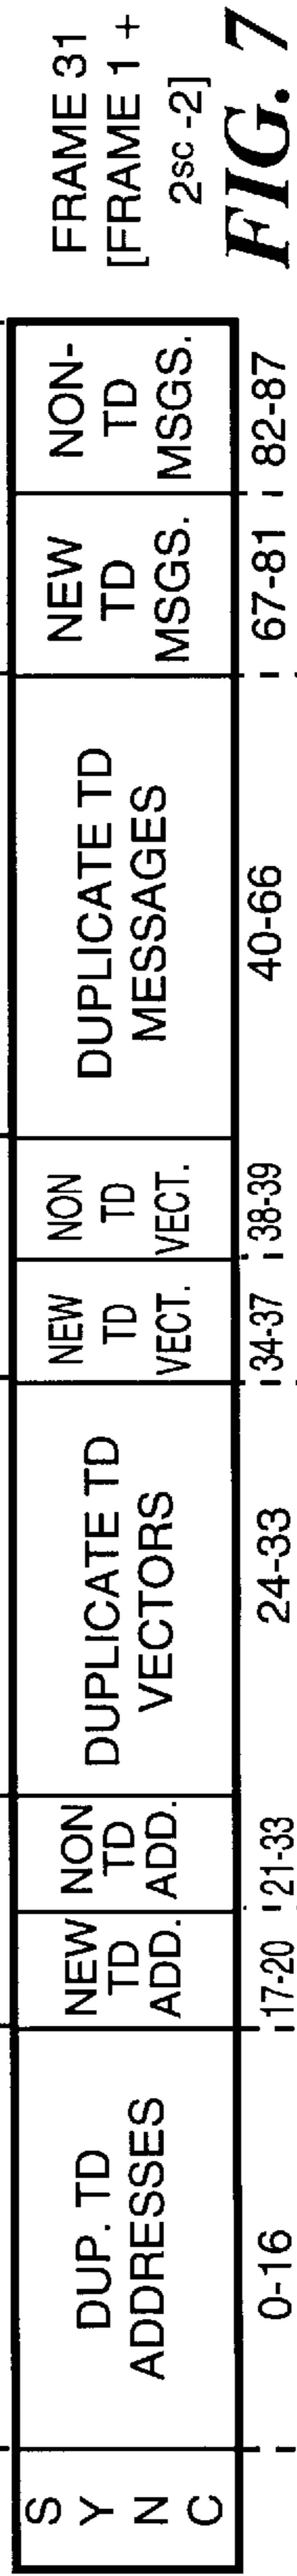 S
Y
N
C
DUP. TD
ADDRESSES
NEW
TD
ADD.
NON
TD
ADD.
DUPLICATE TD
VECTORS
NEW
TD
VECT.
NON
TD
VECT.
DUPLICATE TD
MESSAGES
NEW
TD
MSGS.
NON-
TD
MSGS.
FRAME 31
[FRAME 1 +
2sc -2]
0-16
17-20
21-33
24-33
34-37
38-39
40-66
67-81
82-87
FIG. 7